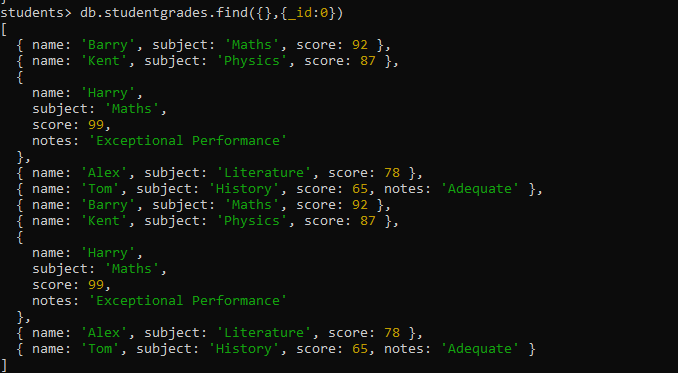 students> db.studentgrades.find({},{_id:0})
[
  { name: 'Barry', subject: 'Maths', score: 92 },
  { name: 'Kent', subject: 'Physics', score: 87 },
  {
    name: 'Harry',
    subject: 'Maths',
    score: 99,
    notes: 'Exceptional Performance'
  },
  { name: 'Alex', subject: 'Literature', score: 78 },
  { name: 'Tom', subject: 'History', score: 65, notes: 'Adequate' },
  { name: 'Barry', subject: 'Maths', score: 92 },
  { name: 'Kent', subject: 'Physics', score: 87 },
  {
    name: 'Harry',
    subject: 'Maths',
    score: 99,
    notes: 'Exceptional Performance'
  },
  { name: 'Alex', subject: 'Literature', score: 78 },
  { name: 'Tom', subject: 'History', score: 65, notes: 'Adequate' }
]